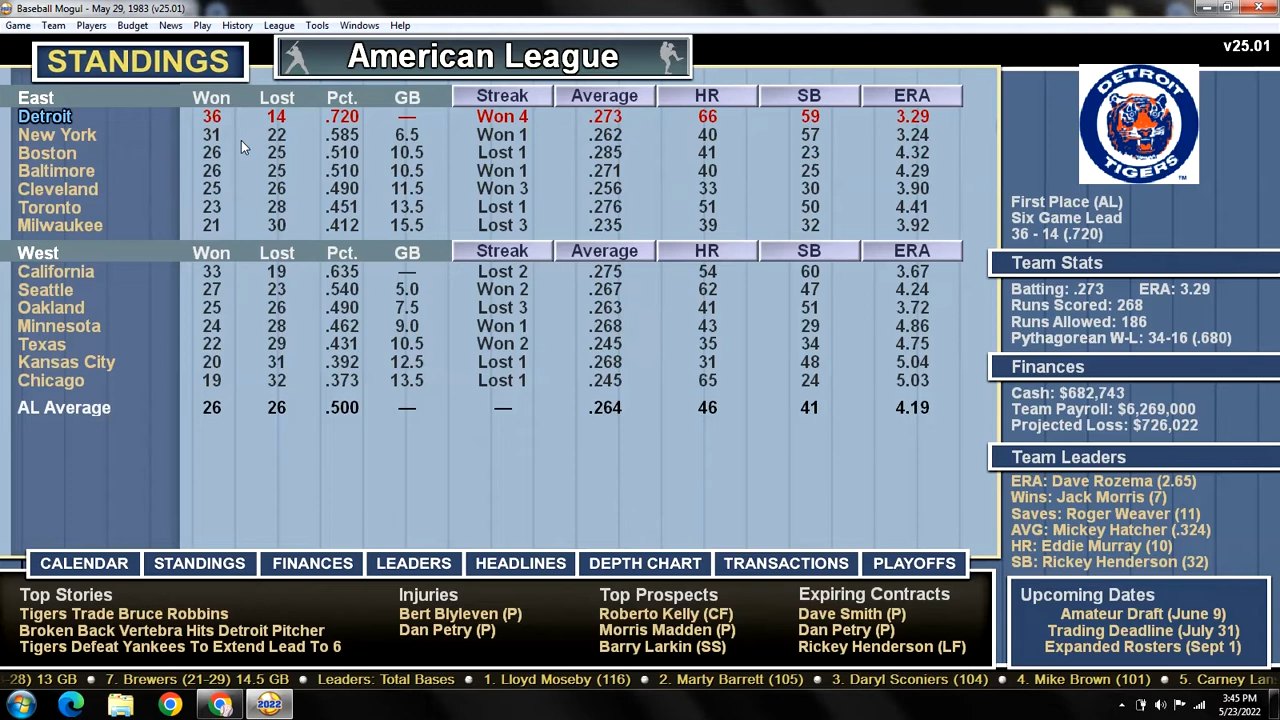 Baseball Mogul - May 29, 1983 (v25.01)
Game Team Players Budget News Play History League Tools Windows Help
STANDINGS American League v25.01
East Won Lost Pct. GB Streak Average HR SB ERA
Detroit 36 14 .720 — Won 4 .273 66 59 3.29
New York 31 22 .585 6.5 Won 1 .262 40 57 3.24
Boston 26 25 .510 10.5 Lost 1 .285 41 23 4.32
Baltimore 26 25 .510 10.5 Won 1 .271 40 25 4.29
Cleveland 25 26 .490 11.5 Won 3 .256 33 30 3.90
Toronto 23 28 .451 13.5 Lost 1 .276 51 50 4.41
Milwaukee 21 30 .412 15.5 Lost 3 .235 39 32 3.92
West Won Lost Pct. GB Streak Average HR SB ERA
California 33 19 .635 — Lost 2 .275 54 60 3.67
Seattle 27 23 .540 5.0 Won 2 .267 62 47 4.24
Oakland 25 26 .490 7.5 Lost 3 .263 41 51 3.72
Minnesota 24 28 .462 9.0 Won 1 .268 43 29 4.86
Texas 22 29 .431 10.5 Won 2 .245 35 34 4.75
Kansas City 20 31 .392 12.5 Lost 1 .268 31 48 5.04
Chicago 19 32 .373 13.5 Lost 1 .245 65 24 5.03
AL Average 26 26 .500 — — .264 46 41 4.19
DETROIT
TIGERS
First Place (AL)
Six Game Lead
36 - 14 (.720)
Team Stats
Batting: .273 ERA: 3.29
Runs Scored: 268
Runs Allowed: 186
Pythagorean W-L: 34-16 (.680)
Finances
Cash: $682,743
Team Payroll: $6,269,000
Projected Loss: $726,022
Team Leaders
ERA: Dave Rozema (2.65)
Wins: Jack Morris (7)
Saves: Roger Weaver (11)
AVG: Mickey Hatcher (.324)
HR: Eddie Murray (10)
SB: Rickey Henderson (32)
CALENDAR STANDINGS FINANCES LEADERS HEADLINES DEPTH CHART TRANSACTIONS PLAYOFFS
Top Stories
Tigers Trade Bruce Robbins
Broken Back Vertebra Hits Detroit Pitcher
Tigers Defeat Yankees To Extend Lead To 6
Injuries
Bert Blyleven (P)
Dan Petry (P)
Top Prospects
Roberto Kelly (CF)
Morris Madden (P)
Barry Larkin (SS)
Expiring Contracts
Dave Smith (P)
Dan Petry (P)
Rickey Henderson (LF)
Upcoming Dates
Amateur Draft (June 9)
Trading Deadline (July 31)
Expanded Rosters (Sept 1)
-28) 13 GB • 7. Brewers (21-29) 14.5 GB • Leaders: Total Bases • 1. Lloyd Moseby (116) • 2. Marty Barrett (105) • 3. Daryl Sconiers (104) • 4. Mike Brown (101) • 5. Carney Lan
2022
3:45 PM
5/23/2022